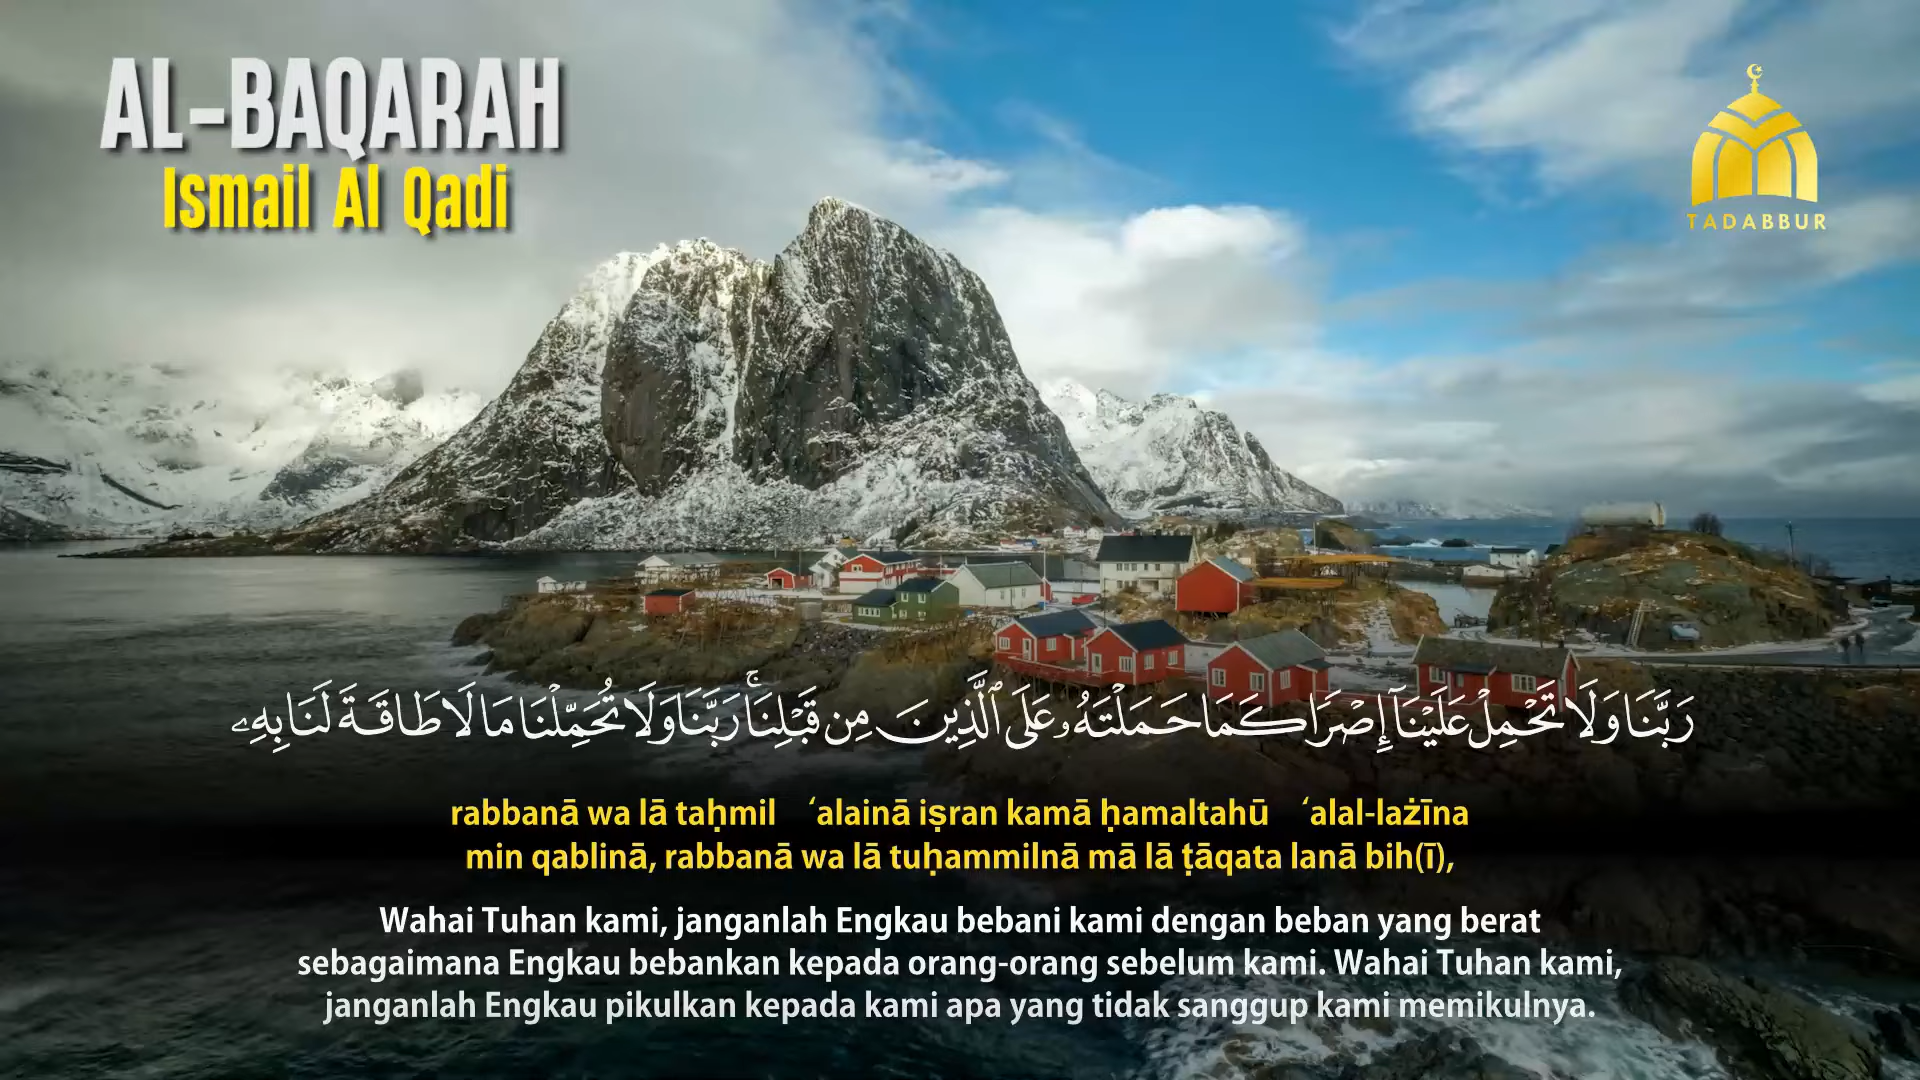 AL-BAQARAH
Ismail Al Qadi
TADABBUR
رَبَّنَا وَلَا تَحْمِلْ عَلَيْنَآ إِصْرًا كَمَا حَمَلْتَهُۥ عَلَى ٱلَّذِينَ مِن قَبْلِنَا ۚ رَبَّنَا وَلَا تُحَمِّلْنَا مَا لَا طَاقَةَ لَنَا بِهِۦ
rabbanā wa lā taḥmil ‘alainā iṣran kamā ḥamaltahū ‘alal-lażīna
min qablinā, rabbanā wa lā tuḥammilnā mā lā ṭāqata lanā bih(ī),
Wahai Tuhan kami, janganlah Engkau bebani kami dengan beban yang berat
sebagaimana Engkau bebankan kepada orang-orang sebelum kami. Wahai Tuhan kami,
janganlah Engkau pikulkan kepada kami apa yang tidak sanggup kami memikulnya.